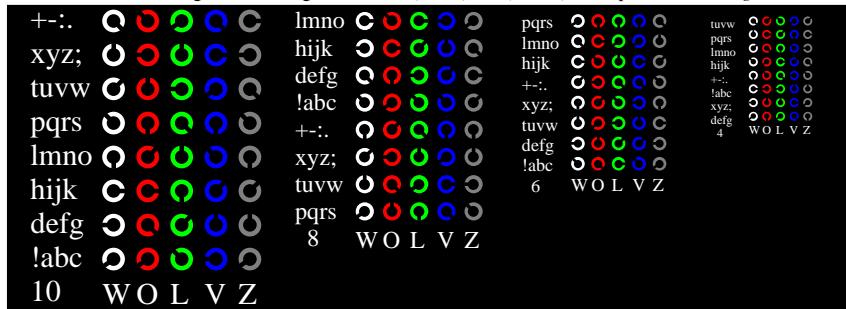 +-:.
xyz;
tuvw
pqrs
lmno
hijk
defg
!abc
10 W O L V Z
lmno
hijk
defg
!abc
+-:.
xyz;
tuvw
pqrs
8 W O L V Z
pqrs
lmno
hijk
+-:.
xyz;
tuvw
defg
!abc
6 W O L V Z
tuvw
pqrs
lmno
hijk
+-:.
!abc
xyz;
defg
4 W O L V Z